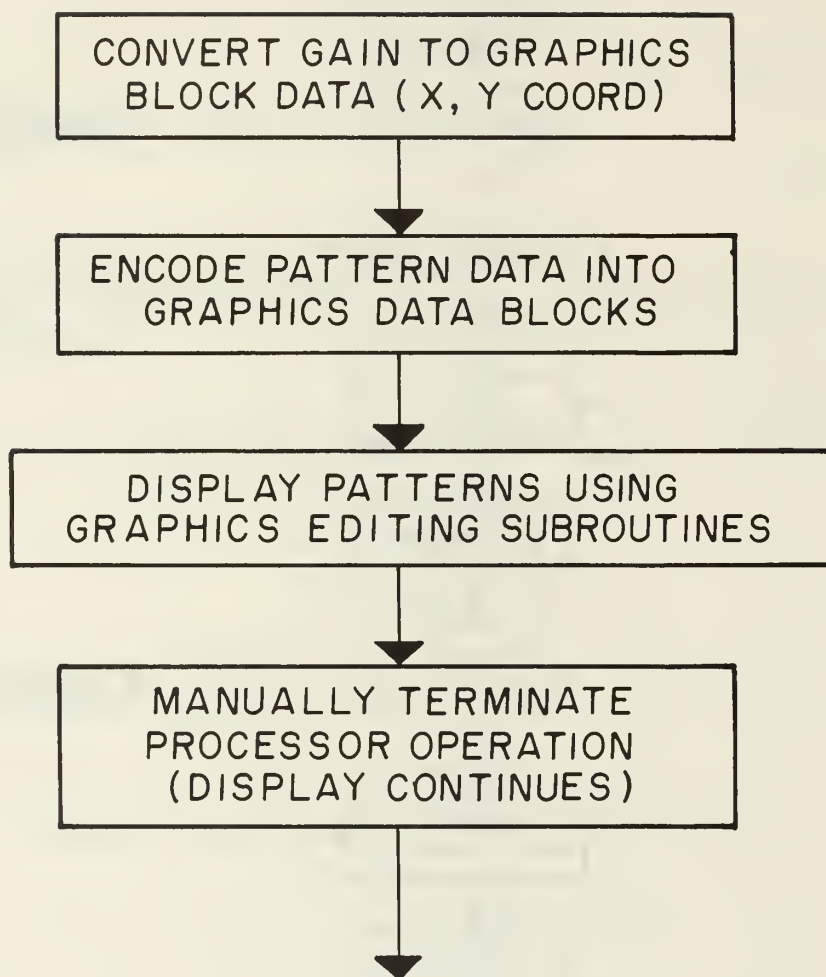 CONVERT GAIN TO GRAPHICS
BLOCK DATA (X, Y COORD)
ENCODE PATTERN DATA INTO
GRAPHICS DATA BLOCKS
DISPLAY PATTERNS USING
GRAPHICS EDITING SUBROUTINES
MANUALLY TERMINATE
PROCESSOR OPERATION
(DISPLAY CONTINUES)